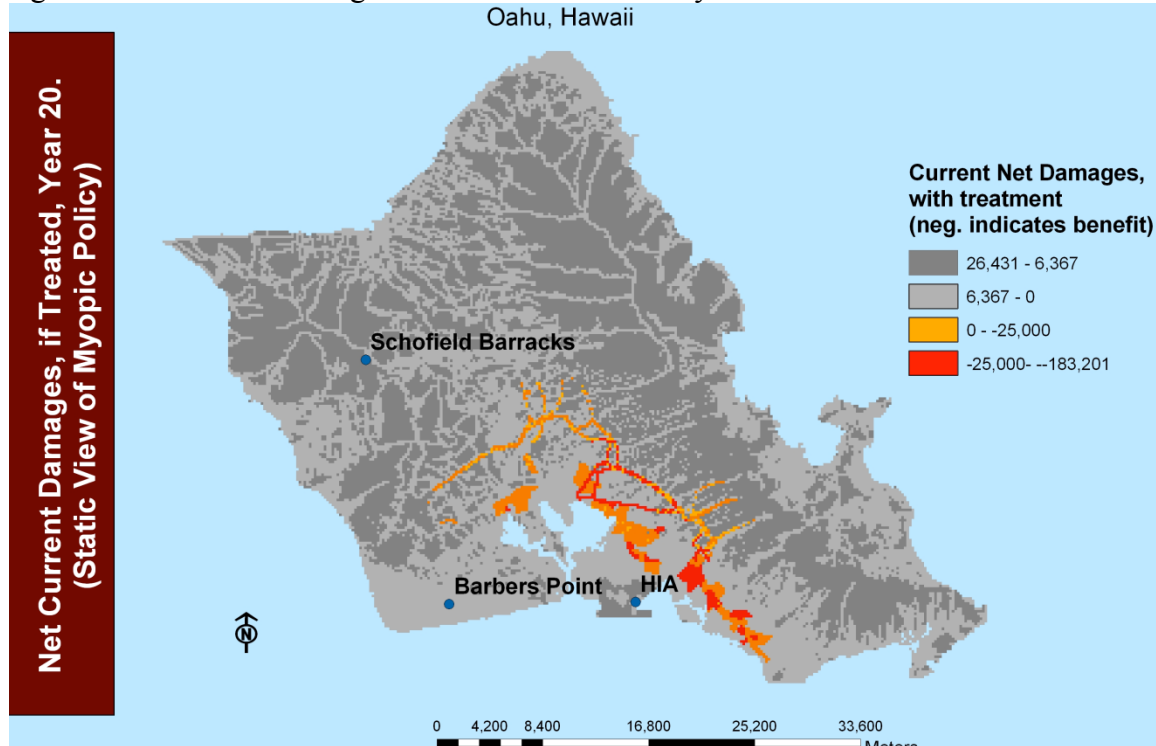 Oahu, Hawaii
Net Current Damages, if Treated, Year 20.
(Static View of Myopic Policy)
Current Net Damages,
with treatment
(neg. indicates benefit)
26,431 - 6,367
6,367 - 0
0 - -25,000
-25,000- --183,201
Schofield Barracks
Barbers Point
HIA
N
0 4,200 8,400 16,800 25,200 33,600
Meters